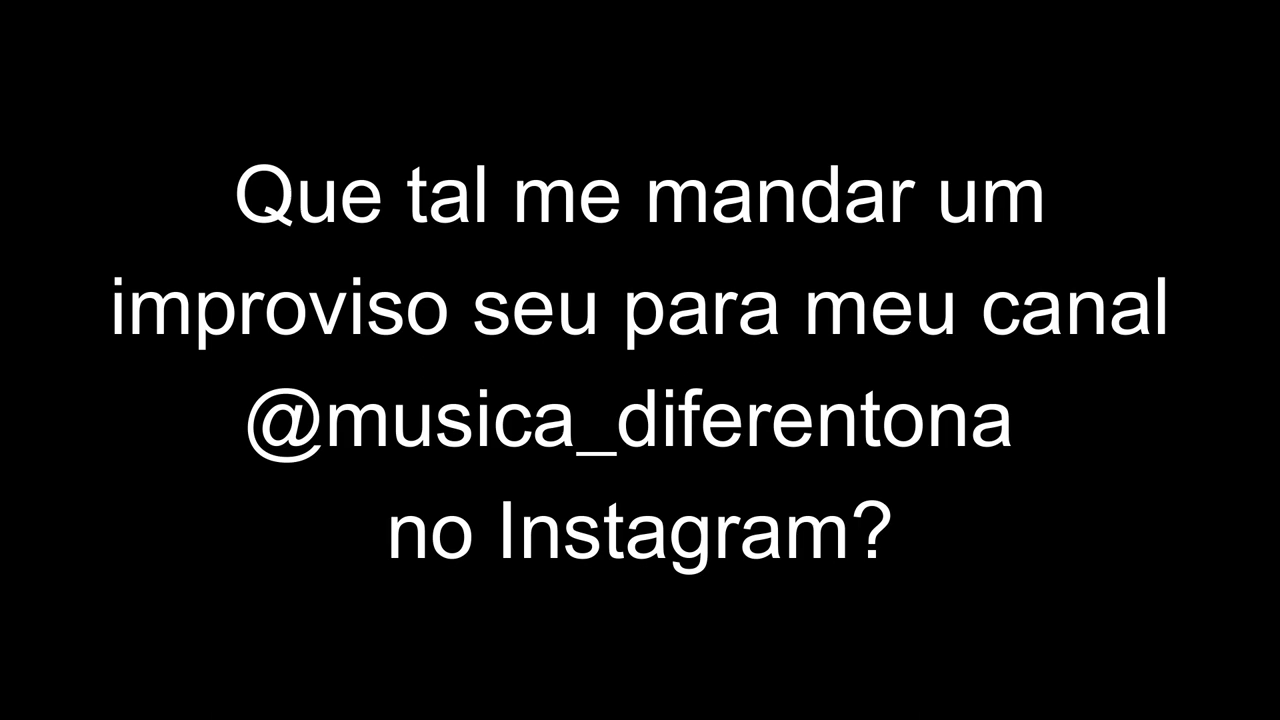 Que tal me mandar um
improviso seu para meu canal
@musica_diferentona
no Instagram?